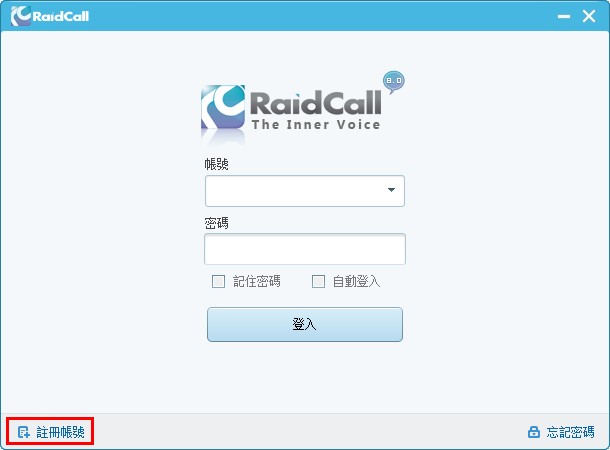 RaidCall
8.0
RaidCall
The Inner Voice
帳號
密碼
記住密碼 自動登入
登入
註冊帳號 忘記密碼